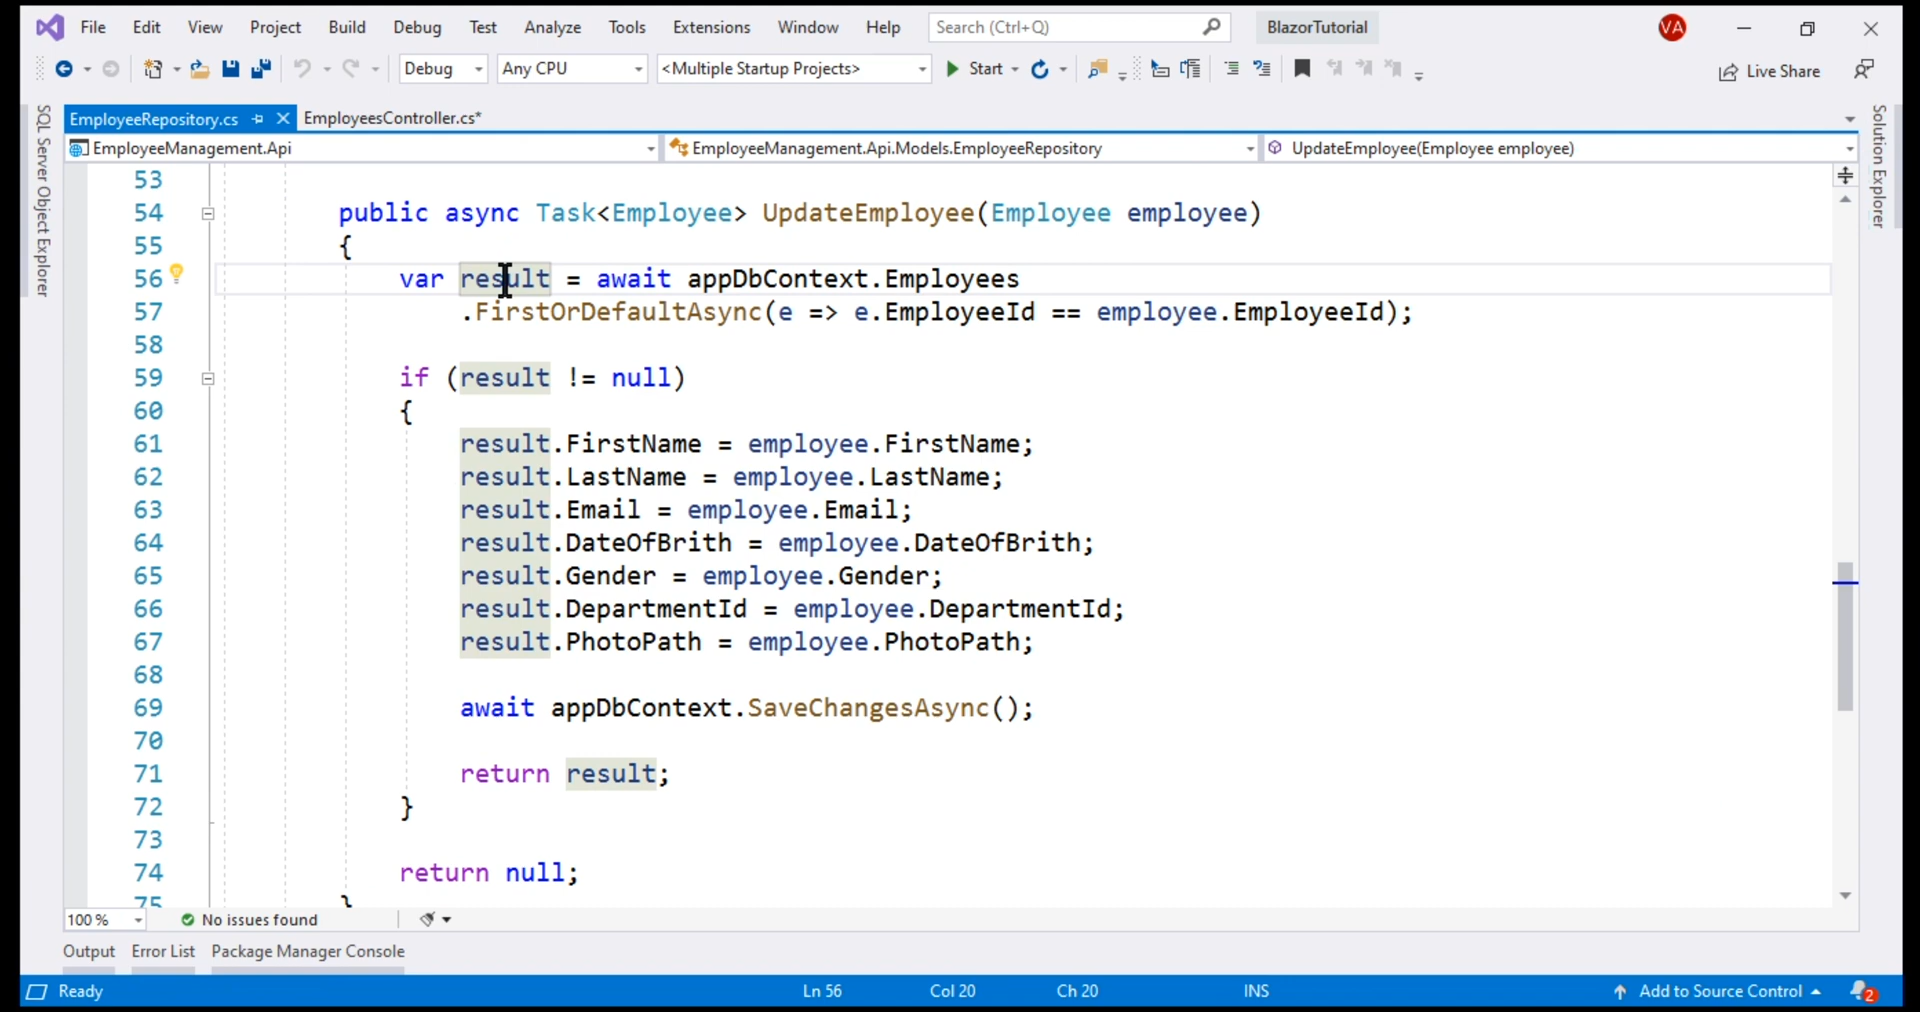 File Edit View Project Build Debug Test Analyze Tools Extensions Window Help Search (Ctrl+Q) BlazorTutorial VA
Debug Any CPU <Multiple Startup Projects> Start Live Share
SQL Server Object Explorer
Solution Explorer
EmployeeRepository.cs EmployeesController.cs*
EmployeeManagement.Api EmployeeManagement.Api.Models.EmployeeRepository UpdateEmployee(Employee employee)
53
54 public async Task<Employee> UpdateEmployee(Employee employee)
55 {
56 var result = await appDbContext.Employees
57 .FirstOrDefaultAsync(e => e.EmployeeId == employee.EmployeeId);
58
59 if (result != null)
60 {
61 result.FirstName = employee.FirstName;
62 result.LastName = employee.LastName;
63 result.Email = employee.Email;
64 result.DateOfBrith = employee.DateOfBrith;
65 result.Gender = employee.Gender;
66 result.DepartmentId = employee.DepartmentId;
67 result.PhotoPath = employee.PhotoPath;
68
69 await appDbContext.SaveChangesAsync();
70
71 return result;
72 }
73
74 return null;
75 }
100 % No issues found
Output Error List Package Manager Console
Ready Ln 56 Col 20 Ch 20 INS Add to Source Control 2